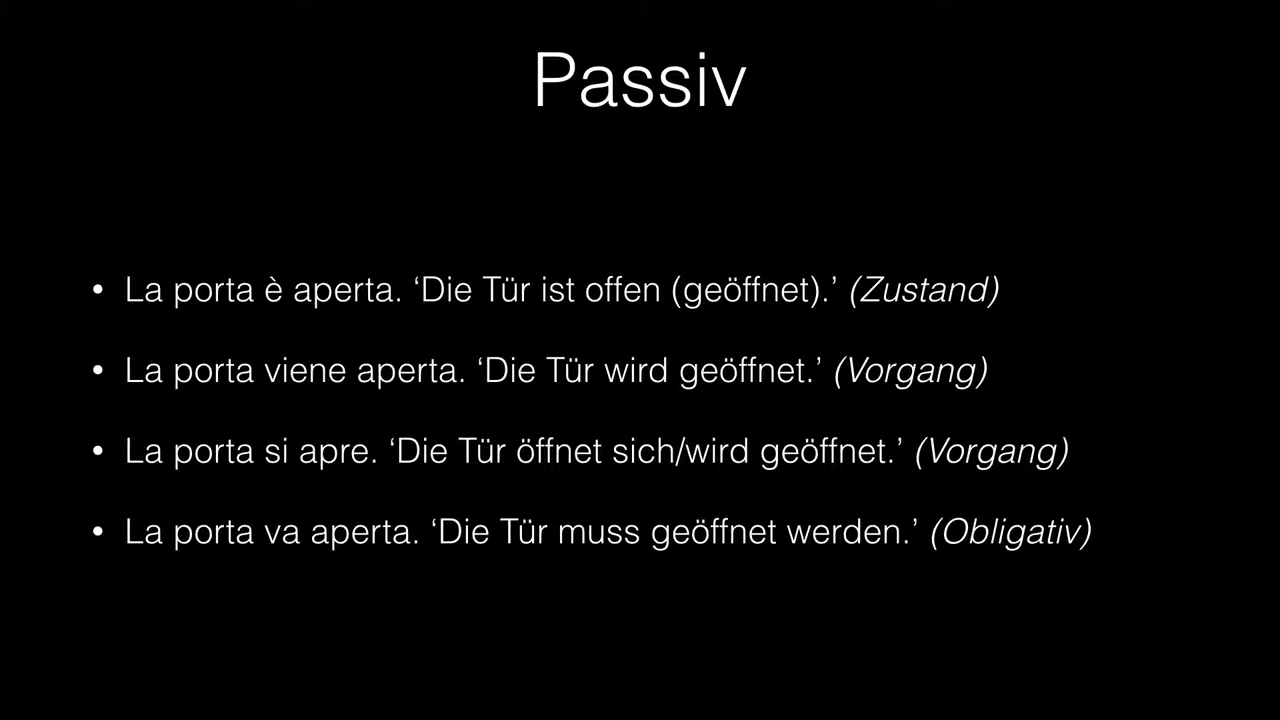 Passiv
• La porta è aperta. ‘Die Tür ist offen (geöffnet).’ (Zustand)
• La porta viene aperta. ‘Die Tür wird geöffnet.’ (Vorgang)
• La porta si apre. ‘Die Tür öffnet sich/wird geöffnet.’ (Vorgang)
• La porta va aperta. ‘Die Tür muss geöffnet werden.’ (Obligativ)